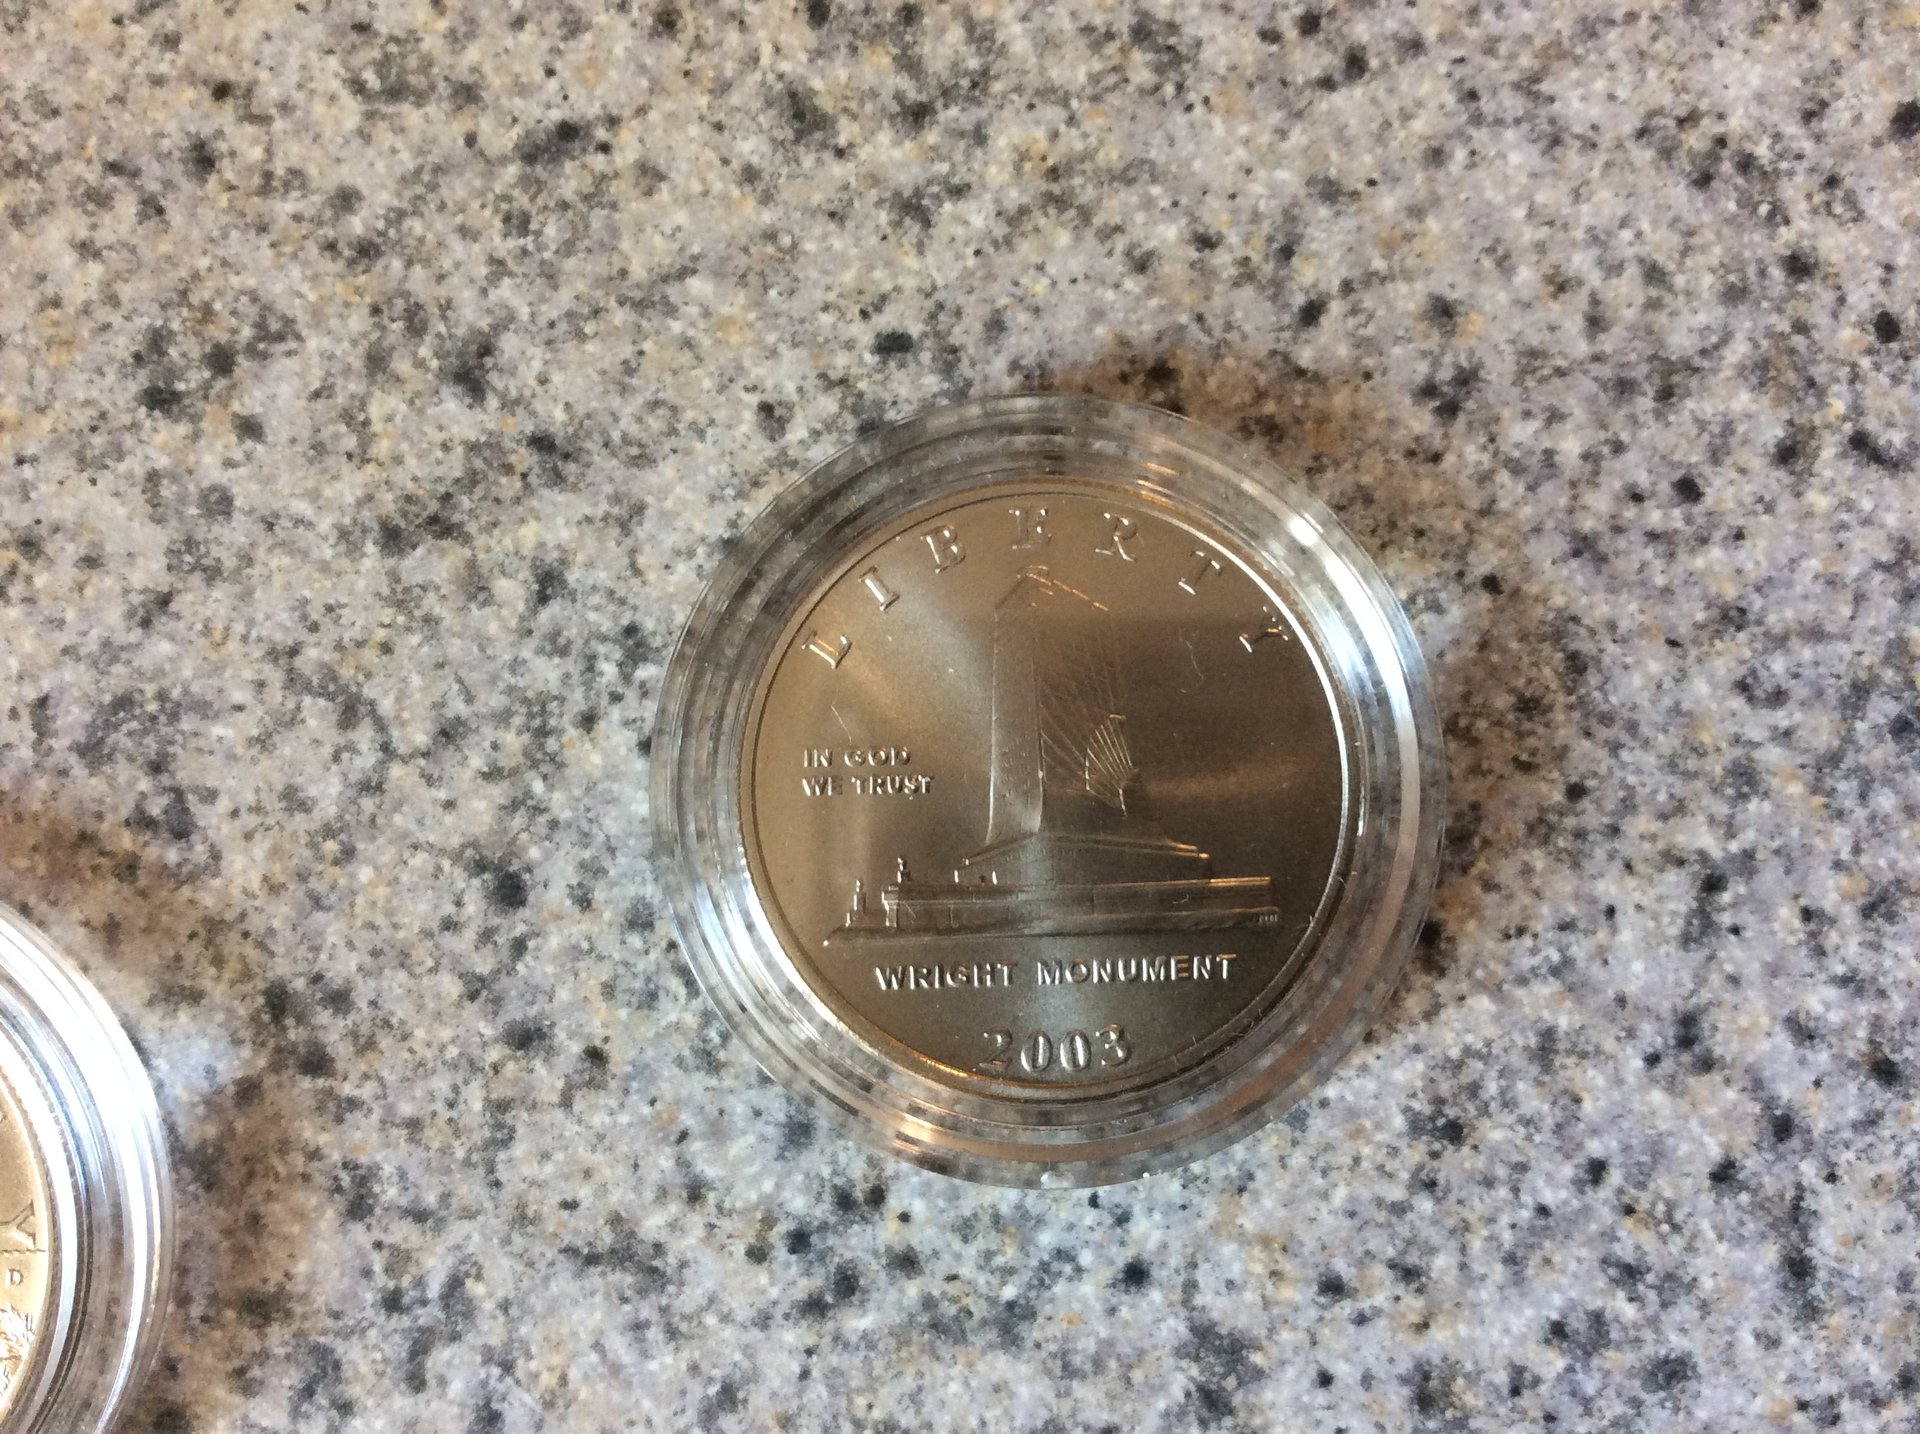 LIBERTY
IN GOD
WE TRUST
WRIGHT MONUMENT
2003
Y
D